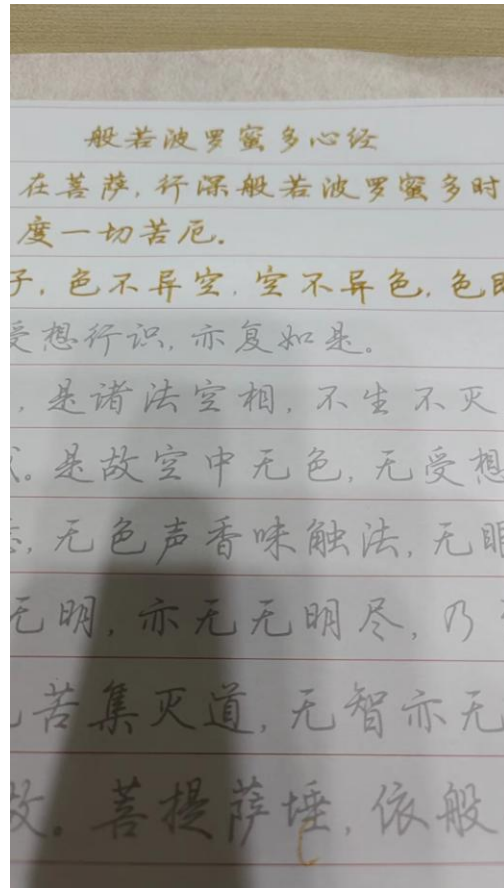 般若波罗蜜多心经
在菩萨,行深般若波罗蜜多时
度一切苦厄.
子,色不异空.空不异色,色即
受想行识,亦复如是。
,是诸法空相,不生不灭
。是故空中无色,无受想
,无色声香味触法,无眼
无明,亦无无明尽,乃
苦集灭道,无智亦无
故。菩提萨埵,依般